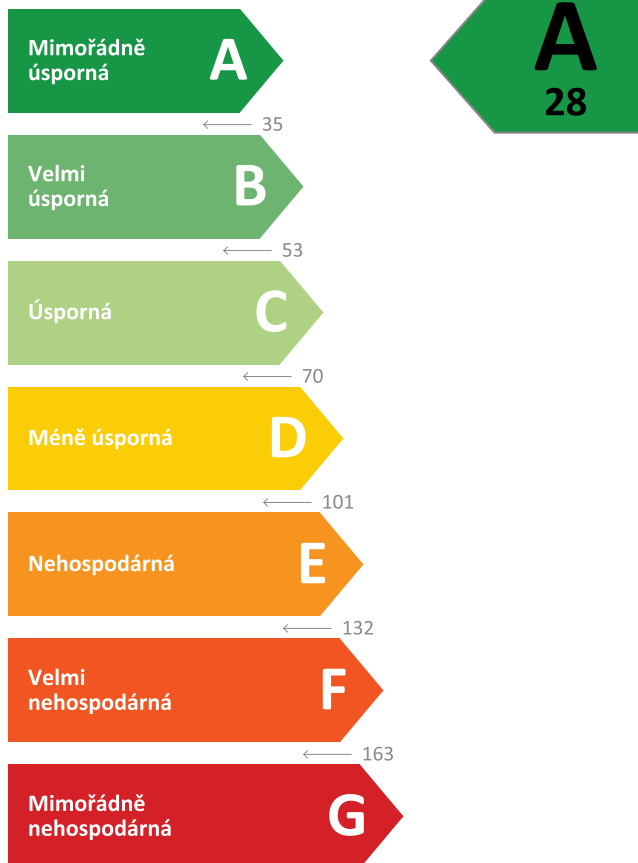 Mimořádně
úsporná
A
A
28
35
Velmi
úsporná
B
53
Úsporná
C
70
Méně úsporná
D
101
Nehospodárná
E
132
Velmi
nehospodárná
F
163
Mimořádně
nehospodárná
G